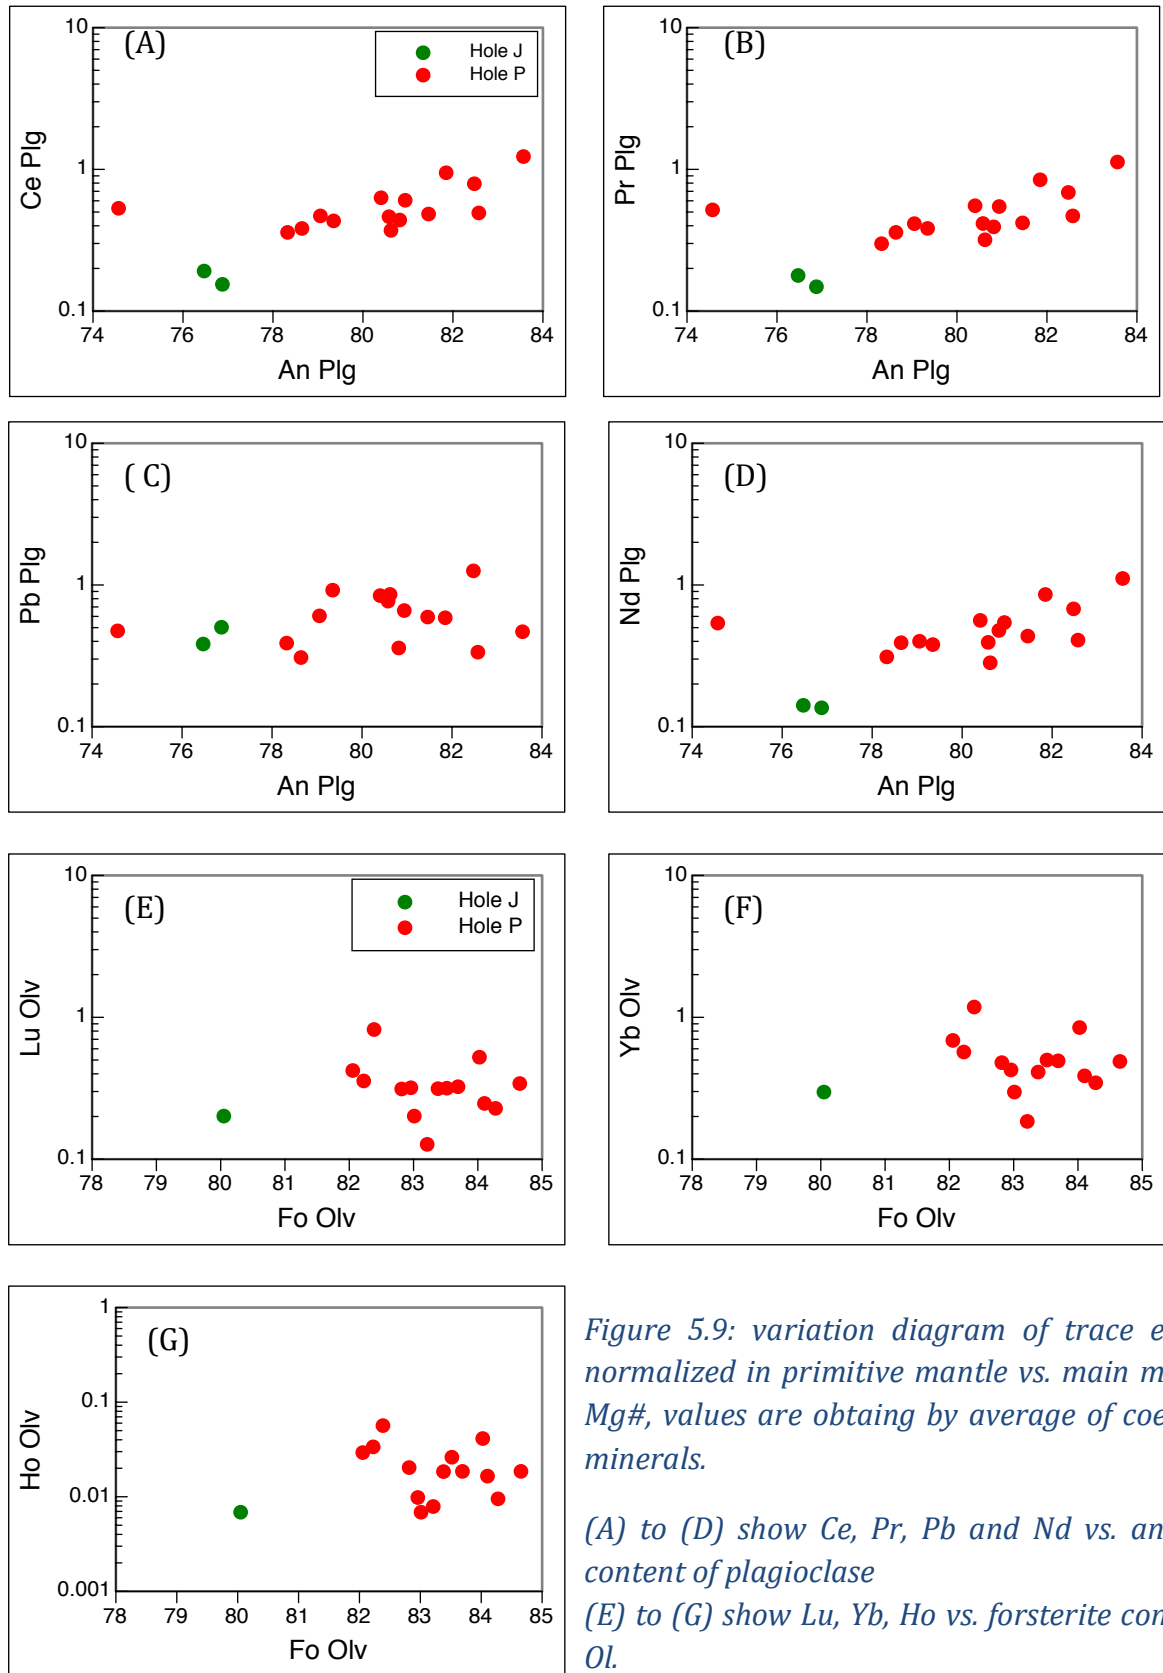 (A)
Hole J
Hole P
10
1
0.1
Ce Plg
74 76 78 80 82 84
An Plg
(B)
10
1
0.1
Pr Plg
74 76 78 80 82 84
An Plg
( C)
10
1
0.1
Pb Plg
74 76 78 80 82 84
An Plg
(D)
10
1
0.1
Nd Plg
74 76 78 80 82 84
An Plg
(E)
Hole J
Hole P
10
1
0.1
Lu Olv
78 79 80 81 82 83 84 85
Fo Olv
(F)
10
1
0.1
Yb Olv
78 79 80 81 82 83 84 85
Fo Olv
(G)
1
0.1
0.01
0.001
Ho Olv
78 79 80 81 82 83 84 85
Fo Olv
Figure 5.9: variation diagram of trace e
normalized in primitive mantle vs. main m
Mg#, values are obtaing by average of coe
minerals.
(A) to (D) show Ce, Pr, Pb and Nd vs. an
content of plagioclase
(E) to (G) show Lu, Yb, Ho vs. forsterite con
Ol.